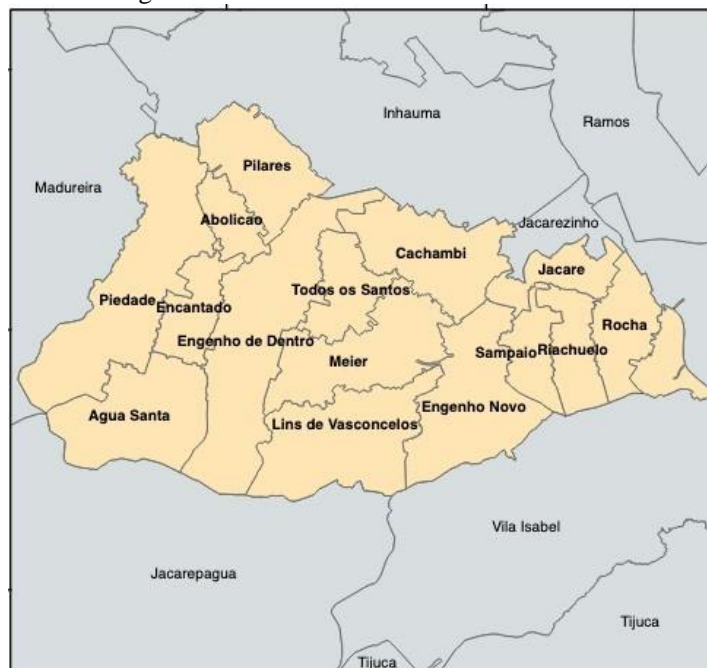 Inhauma
Ramos
Pilares
Madureira
Abolicao
Jacarezinho
Cachambi
Jacare
Todos os Santos
Piedade
Encantado
Rocha
Engenho de Dentro
Sampaio
Riachuelo
Meier
Agua Santa
Lins de Vasconcelos
Engenho Novo
Vila Isabel
Jacarepagua
Tijuca
Tijuca